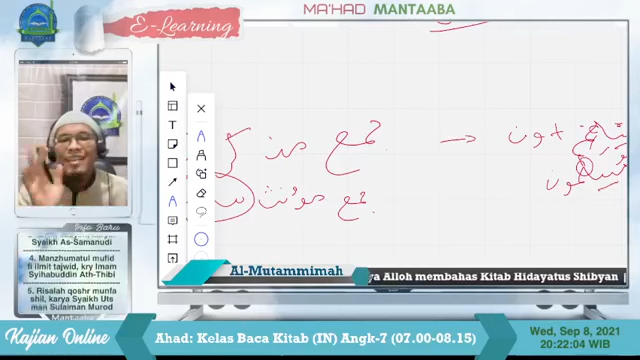 E-Learning
MA'HAD MANTAABA
جمع مذكر
جمع مؤنث
Info Baru
Syaikh As-Samanudi
4. Manzhumatul mufid
fi ilmit tajwid, kry Imam
Syihabuddin Ath-Thibi
5. Risalah qoshr munfa
shil, karya Syaikh Uts
man Sulaiman Murod
Mantaaba
Al-Mutammimah
ya Alloh membahas Kitab Hidayatus Shibyan |
Kajian Online
Ahad: Kelas Baca Kitab (IN) Angk-7 (07.00-08.15)
Wed, Sep 8, 2021
20:22:04 WIB